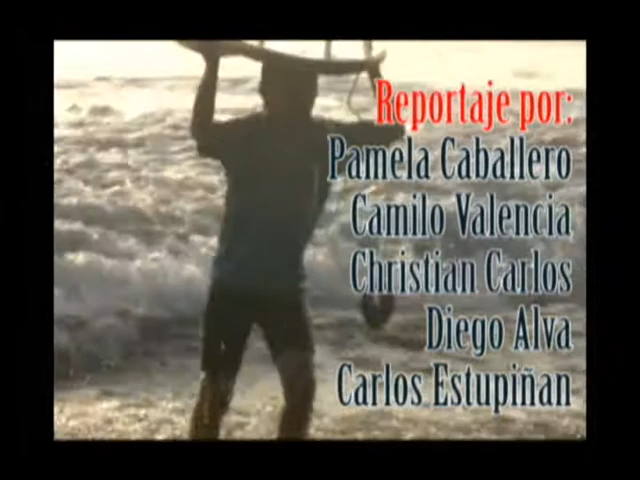 Reportaje por:
Pamela Caballero
Camilo Valencia
Christian Carlos
Diego Alva
Carlos Estupiñan